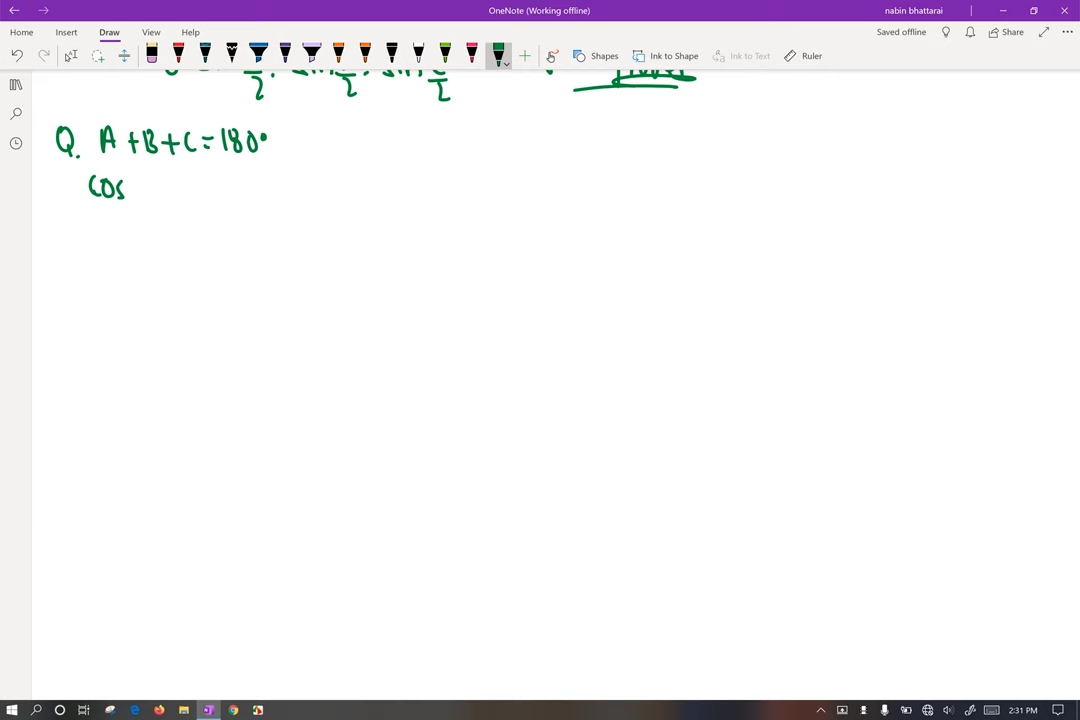 OneNote (Working offline)
nabin bhattarai
Home Insert Draw View Help
Saved offline
Share
Shapes
Ink to Shape
Ink to Text
Ruler
Q. A+B+C=180°
cos
2:31 PM